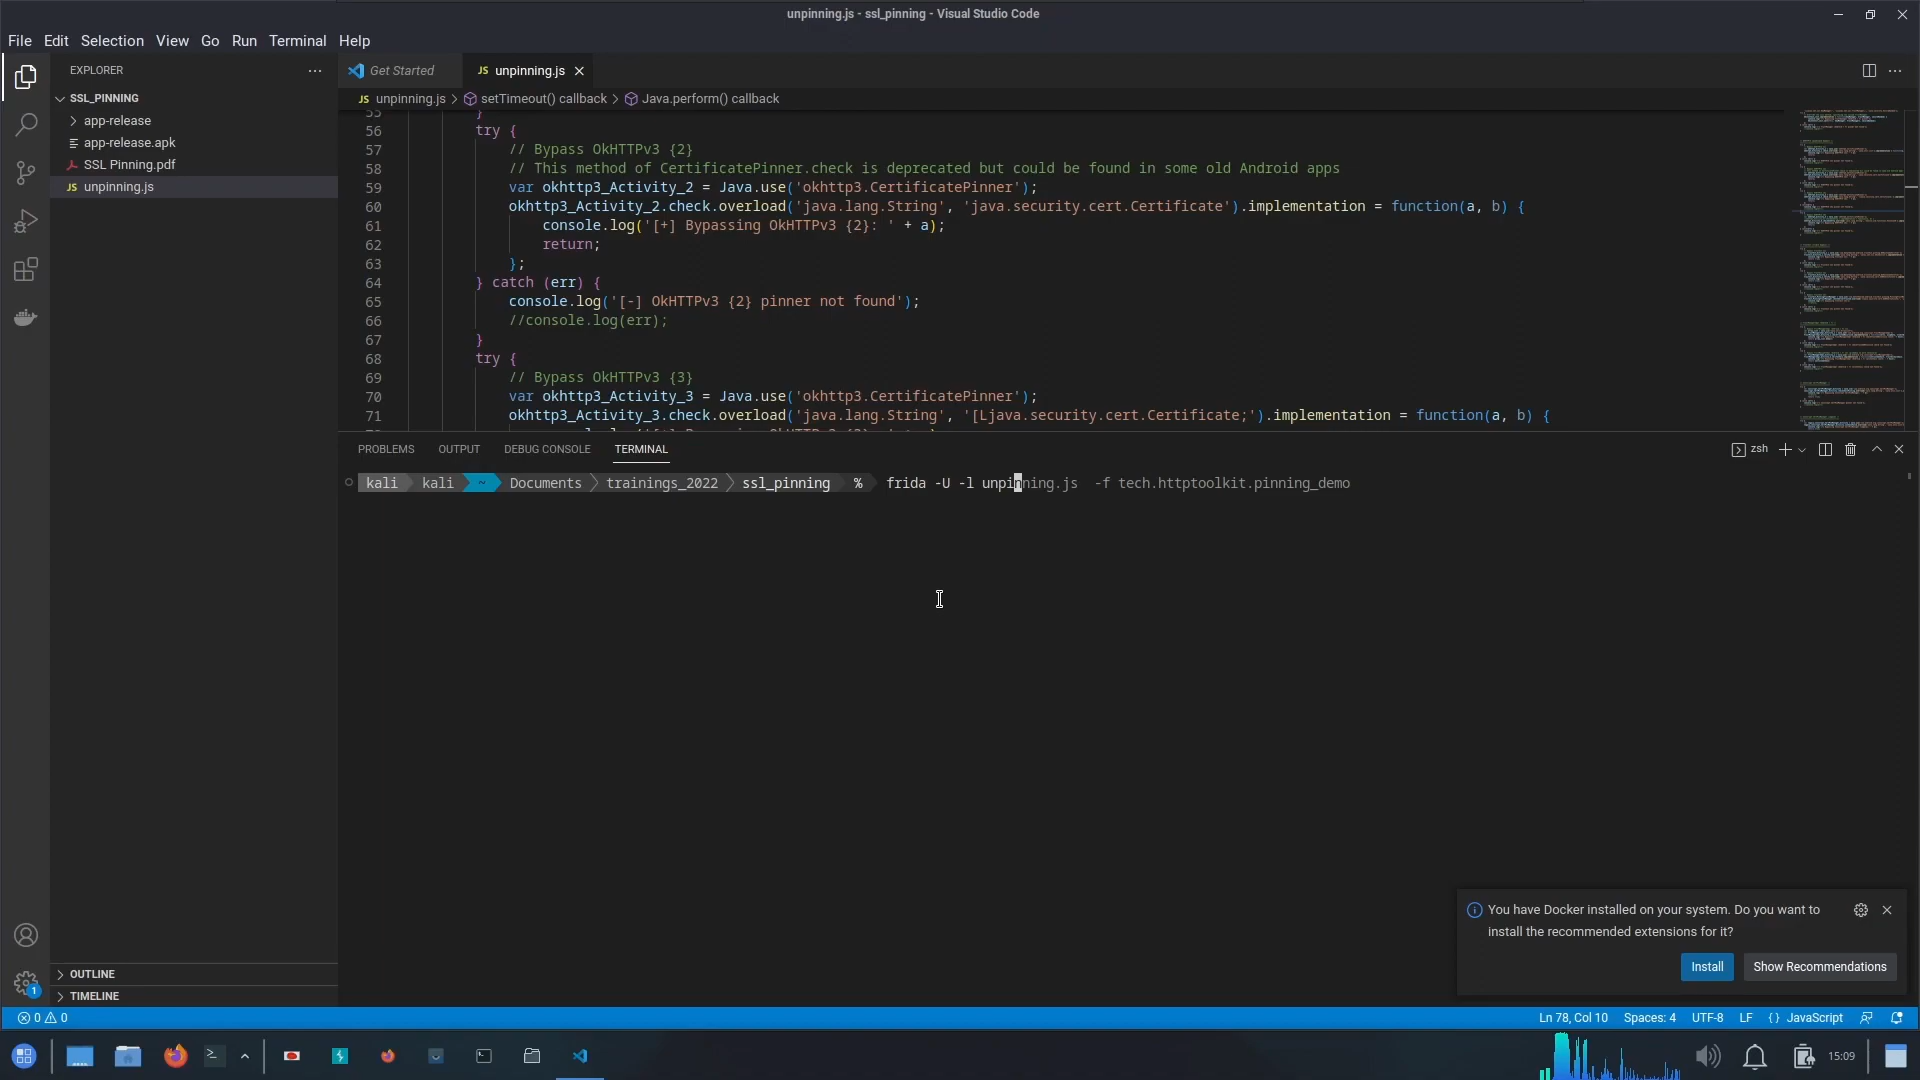 unpinning.js - ssl_pinning - Visual Studio Code
File Edit Selection View Go Run Terminal Help
EXPLORER
SSL_PINNING
app-release
app-release.apk
SSL Pinning.pdf
JS unpinning.js
OUTLINE
TIMELINE
Get Started
JS unpinning.js
JS unpinning.js > setTimeout() callback > Java.perform() callback
55 }
56 try {
57 // Bypass OkHTTPv3 {2}
58 // This method of CertificatePinner.check is deprecated but could be found in some old Android apps
59 var okhttp3_Activity_2 = Java.use('okhttp3.CertificatePinner');
60 okhttp3_Activity_2.check.overload('java.lang.String', 'java.security.cert.Certificate').implementation = function(a, b) {
61 console.log('[+] Bypassing OkHTTPv3 {2}: ' + a);
62 return;
63 };
64 } catch (err) {
65 console.log('[-] OkHTTPv3 {2} pinner not found');
66 //console.log(err);
67 }
68 try {
69 // Bypass OkHTTPv3 {3}
70 var okhttp3_Activity_3 = Java.use('okhttp3.CertificatePinner');
71 okhttp3_Activity_3.check.overload('java.lang.String', '[Ljava.security.cert.Certificate;').implementation = function(a, b) {
PROBLEMS OUTPUT DEBUG CONSOLE TERMINAL
zsh
kali kali ~ Documents trainings_2022 ssl_pinning % frida -U -l unpinning.js -f tech.httptoolkit.pinning_demo
You have Docker installed on your system. Do you want to
install the recommended extensions for it?
Install
Show Recommendations
1
0 0
Ln 78, Col 10 Spaces: 4 UTF-8 LF {} JavaScript
15:09